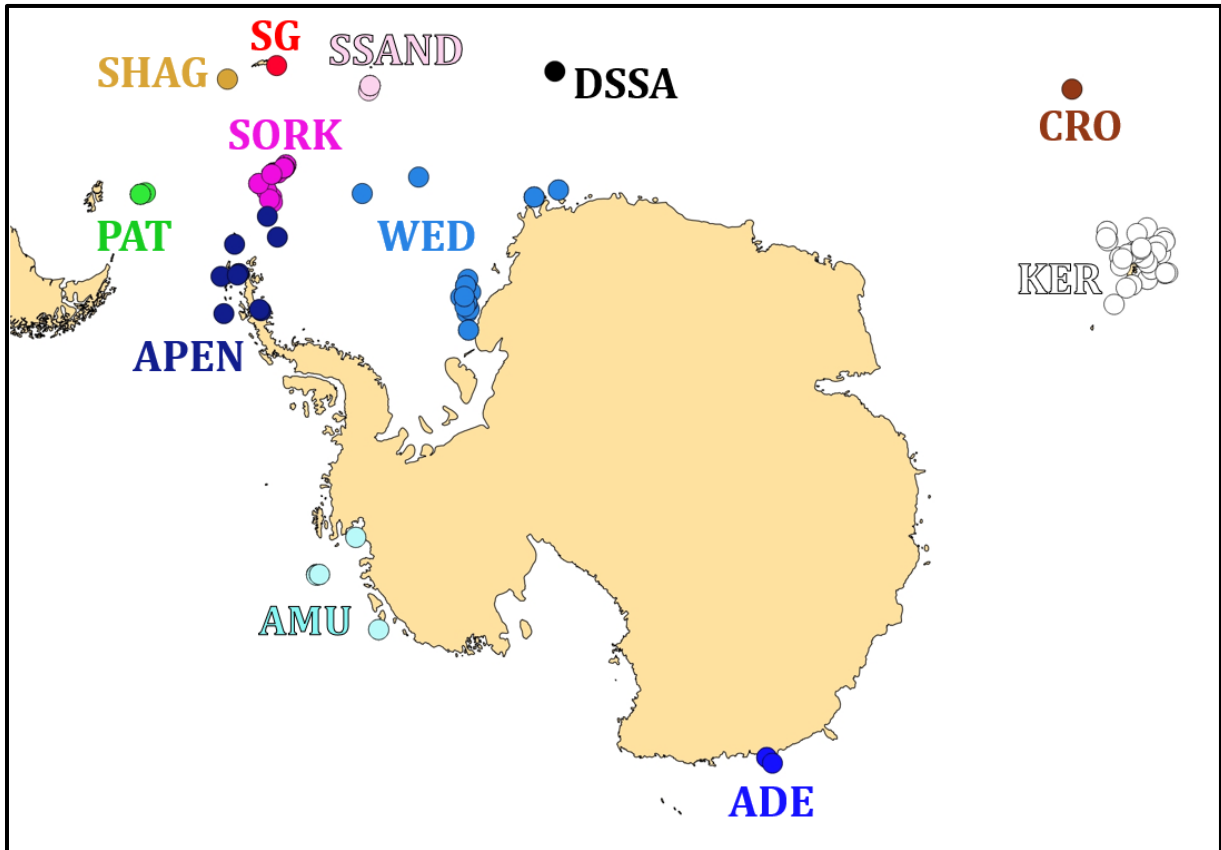 SG
SSAND
SHAG
DSSA
CRO
SORK
PAT
WED
KER
APEN
AMU
ADE